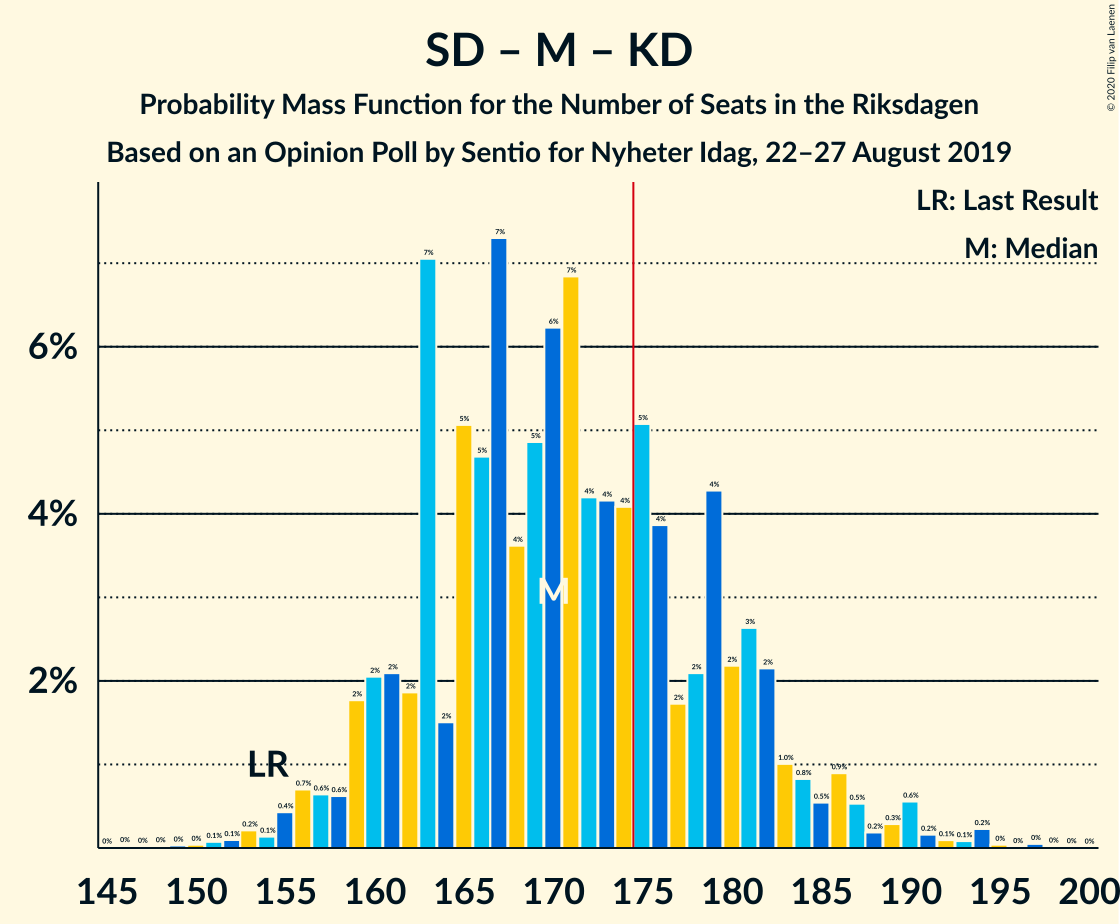 SD – M – KD
Probability Mass Function for the Number of Seats in the Riksdagen
Based on an Opinion Poll by Sentio for Nyheter Idag, 22–27 August 2019
© 2020 Filip van Laenen
LR: Last Result
M: Median
6%
4%
2%
0% 0% 0% 0% 0% 0% 0.1% 0.1% 0.2% 0.1% 0.4% 0.7% 0.6% 0.6% 2% 2% 2% 2% 7% 2% 5% 5% 7% 4% 5% 6% 7% 4% 4% 4% 5% 4% 2% 2% 4% 2% 3% 2% 1.0% 0.8% 0.5% 0.9% 0.5% 0.2% 0.3% 0.6% 0.2% 0.1% 0.1% 0.2% 0% 0% 0% 0% 0% 0%
M
LR
145 150 155 160 165 170 175 180 185 190 195 200